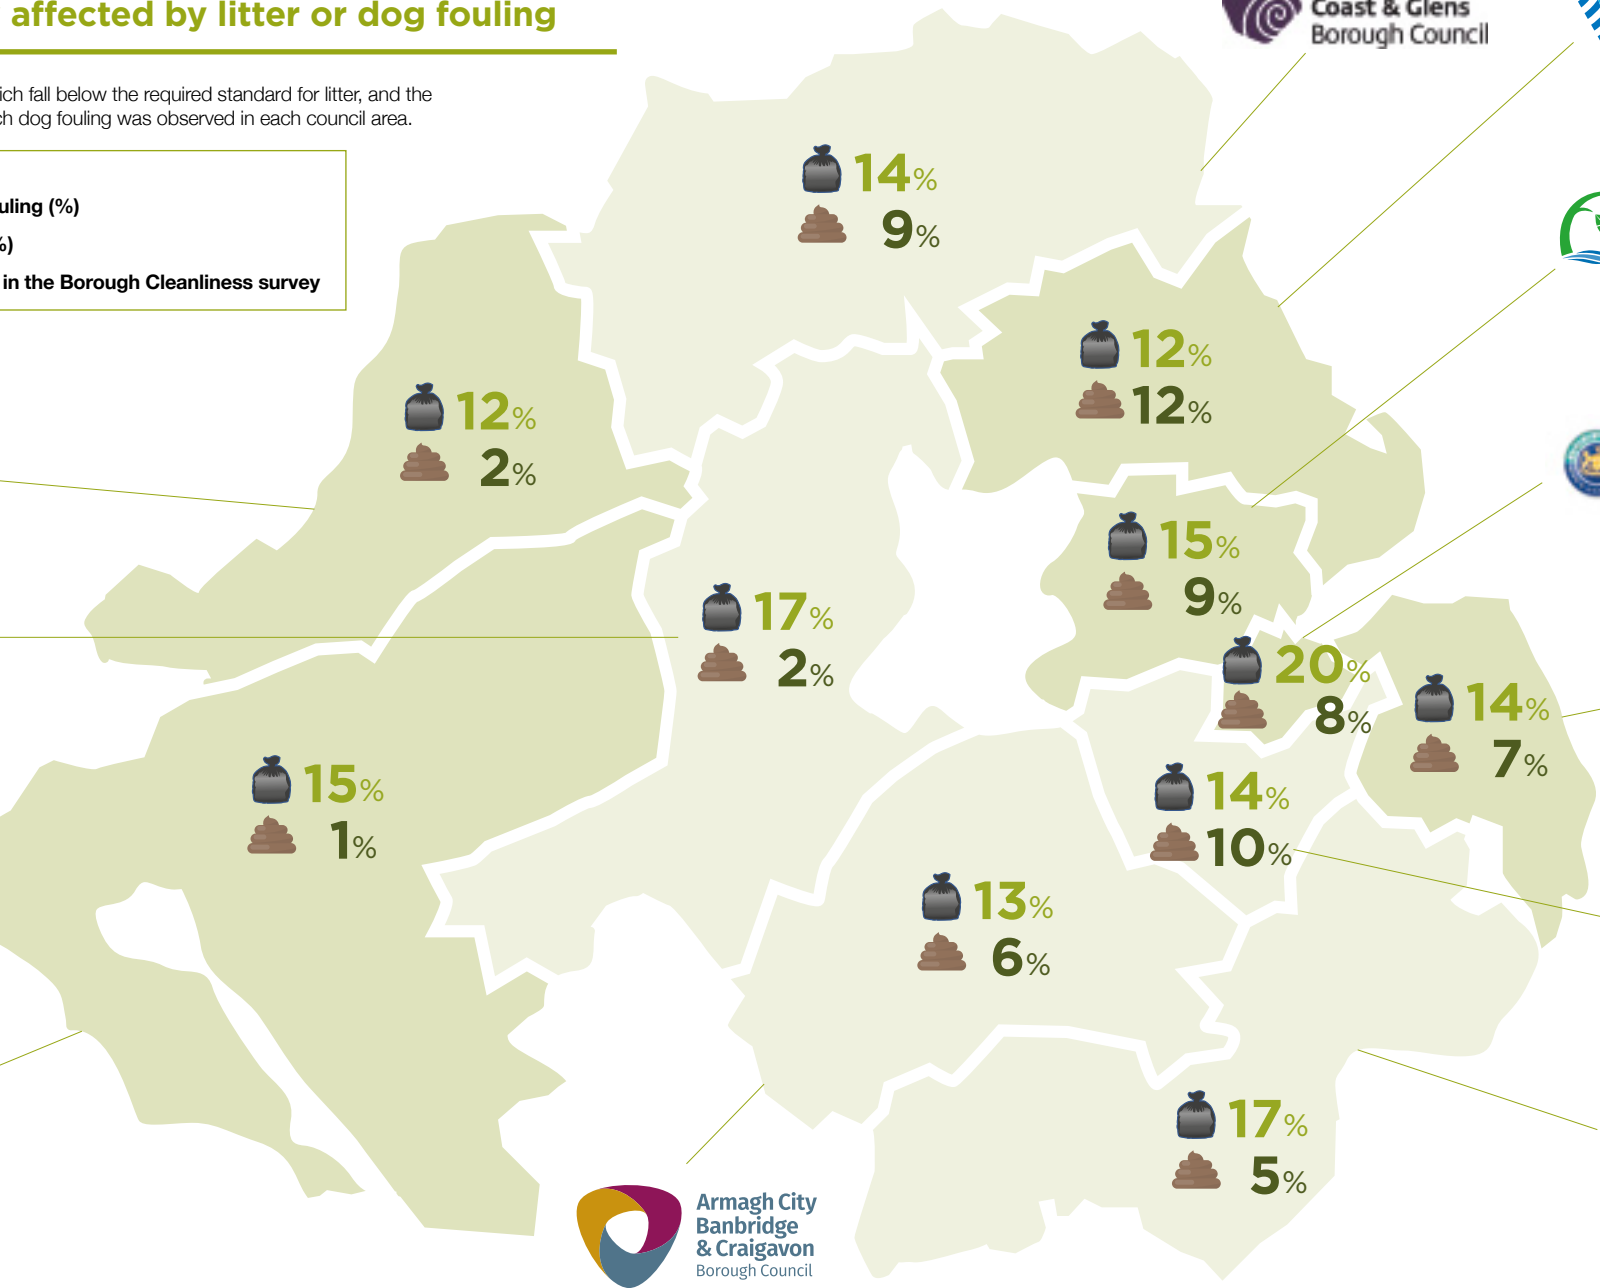 affected by litter or dog fouling
Coast & Glens
Borough Council
ich fall below the required standard for litter, and the
ch dog fouling was observed in each council area.
uling (%)
%)
in the Borough Cleanliness survey
14%
9%
12%
12%
12%
2%
15%
9%
17%
2%
20%
8%
14%
7%
15%
1%
14%
10%
13%
6%
17%
5%
Armagh City
Banbridge
& Craigavon
Borough Council